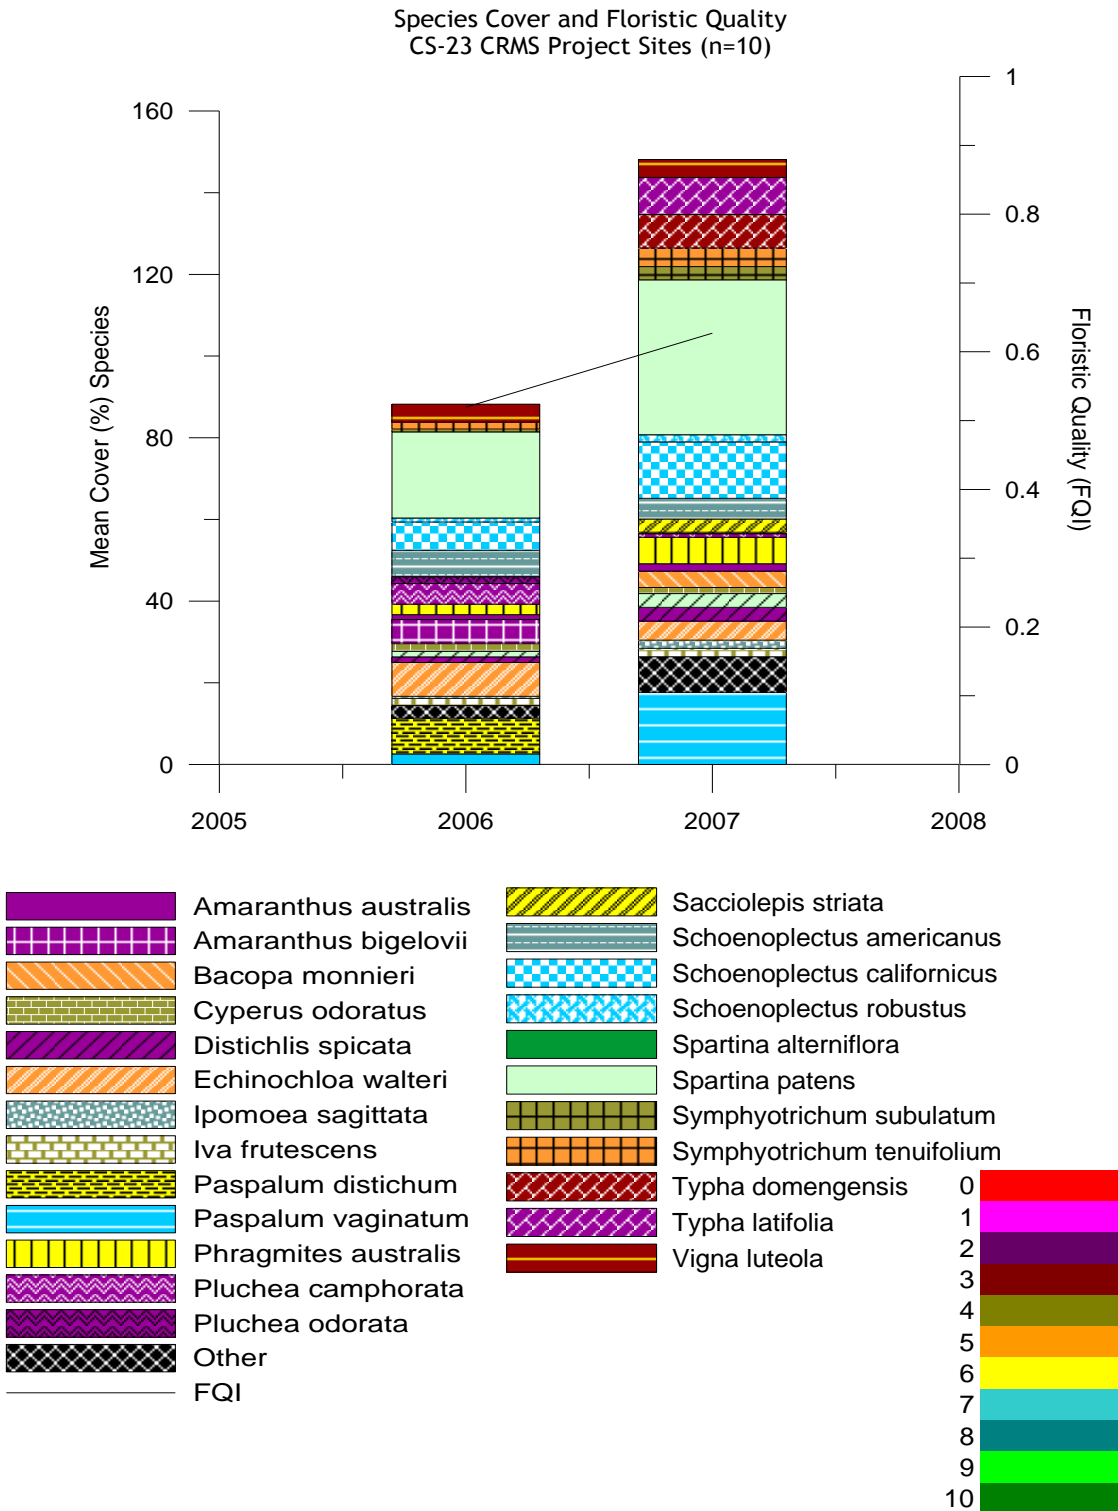 Species Cover and Floristic Quality
CS-23 CRMS Project Sites (n=10)
160
120
80
40
0
Mean Cover (%) Species
1
0.8
0.6
0.4
0.2
0
Floristic Quality (FQI)
2005
2006
2007
2008
Amaranthus australis
Amaranthus bigelovii
Bacopa monnieri
Cyperus odoratus
Distichlis spicata
Echinochloa walteri
Ipomoea sagittata
Iva frutescens
Paspalum distichum
Paspalum vaginatum
Phragmites australis
Pluchea camphorata
Pluchea odorata
Other
FQI
Sacciolepis striata
Schoenoplectus americanus
Schoenoplectus californicus
Schoenoplectus robustus
Spartina alterniflora
Spartina patens
Symphyotrichum subulatum
Symphyotrichum tenuifolium
Typha domengensis
Typha latifolia
Vigna luteola
0
1
2
3
4
5
6
7
8
9
10